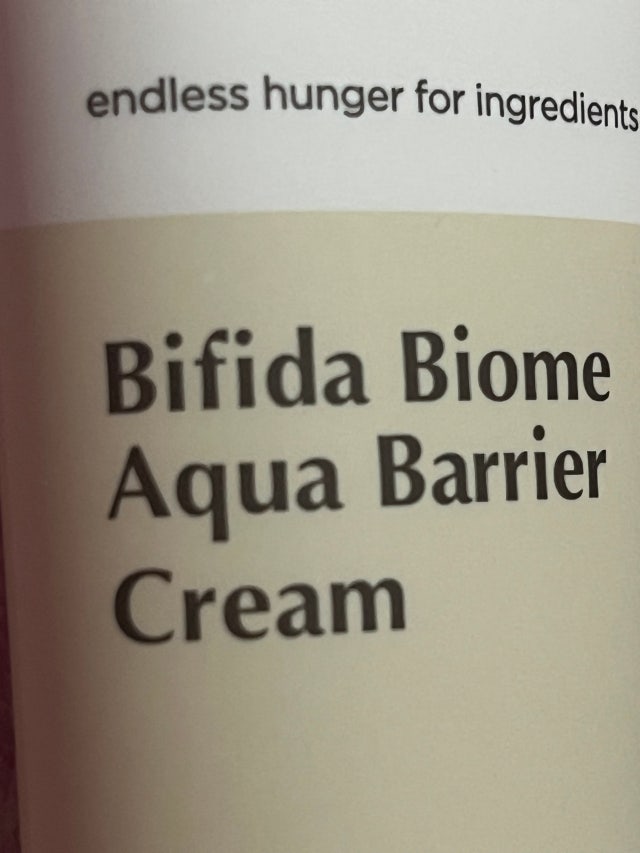 endless hunger for ingredients
Bifida Biome
Aqua Barrier
Cream